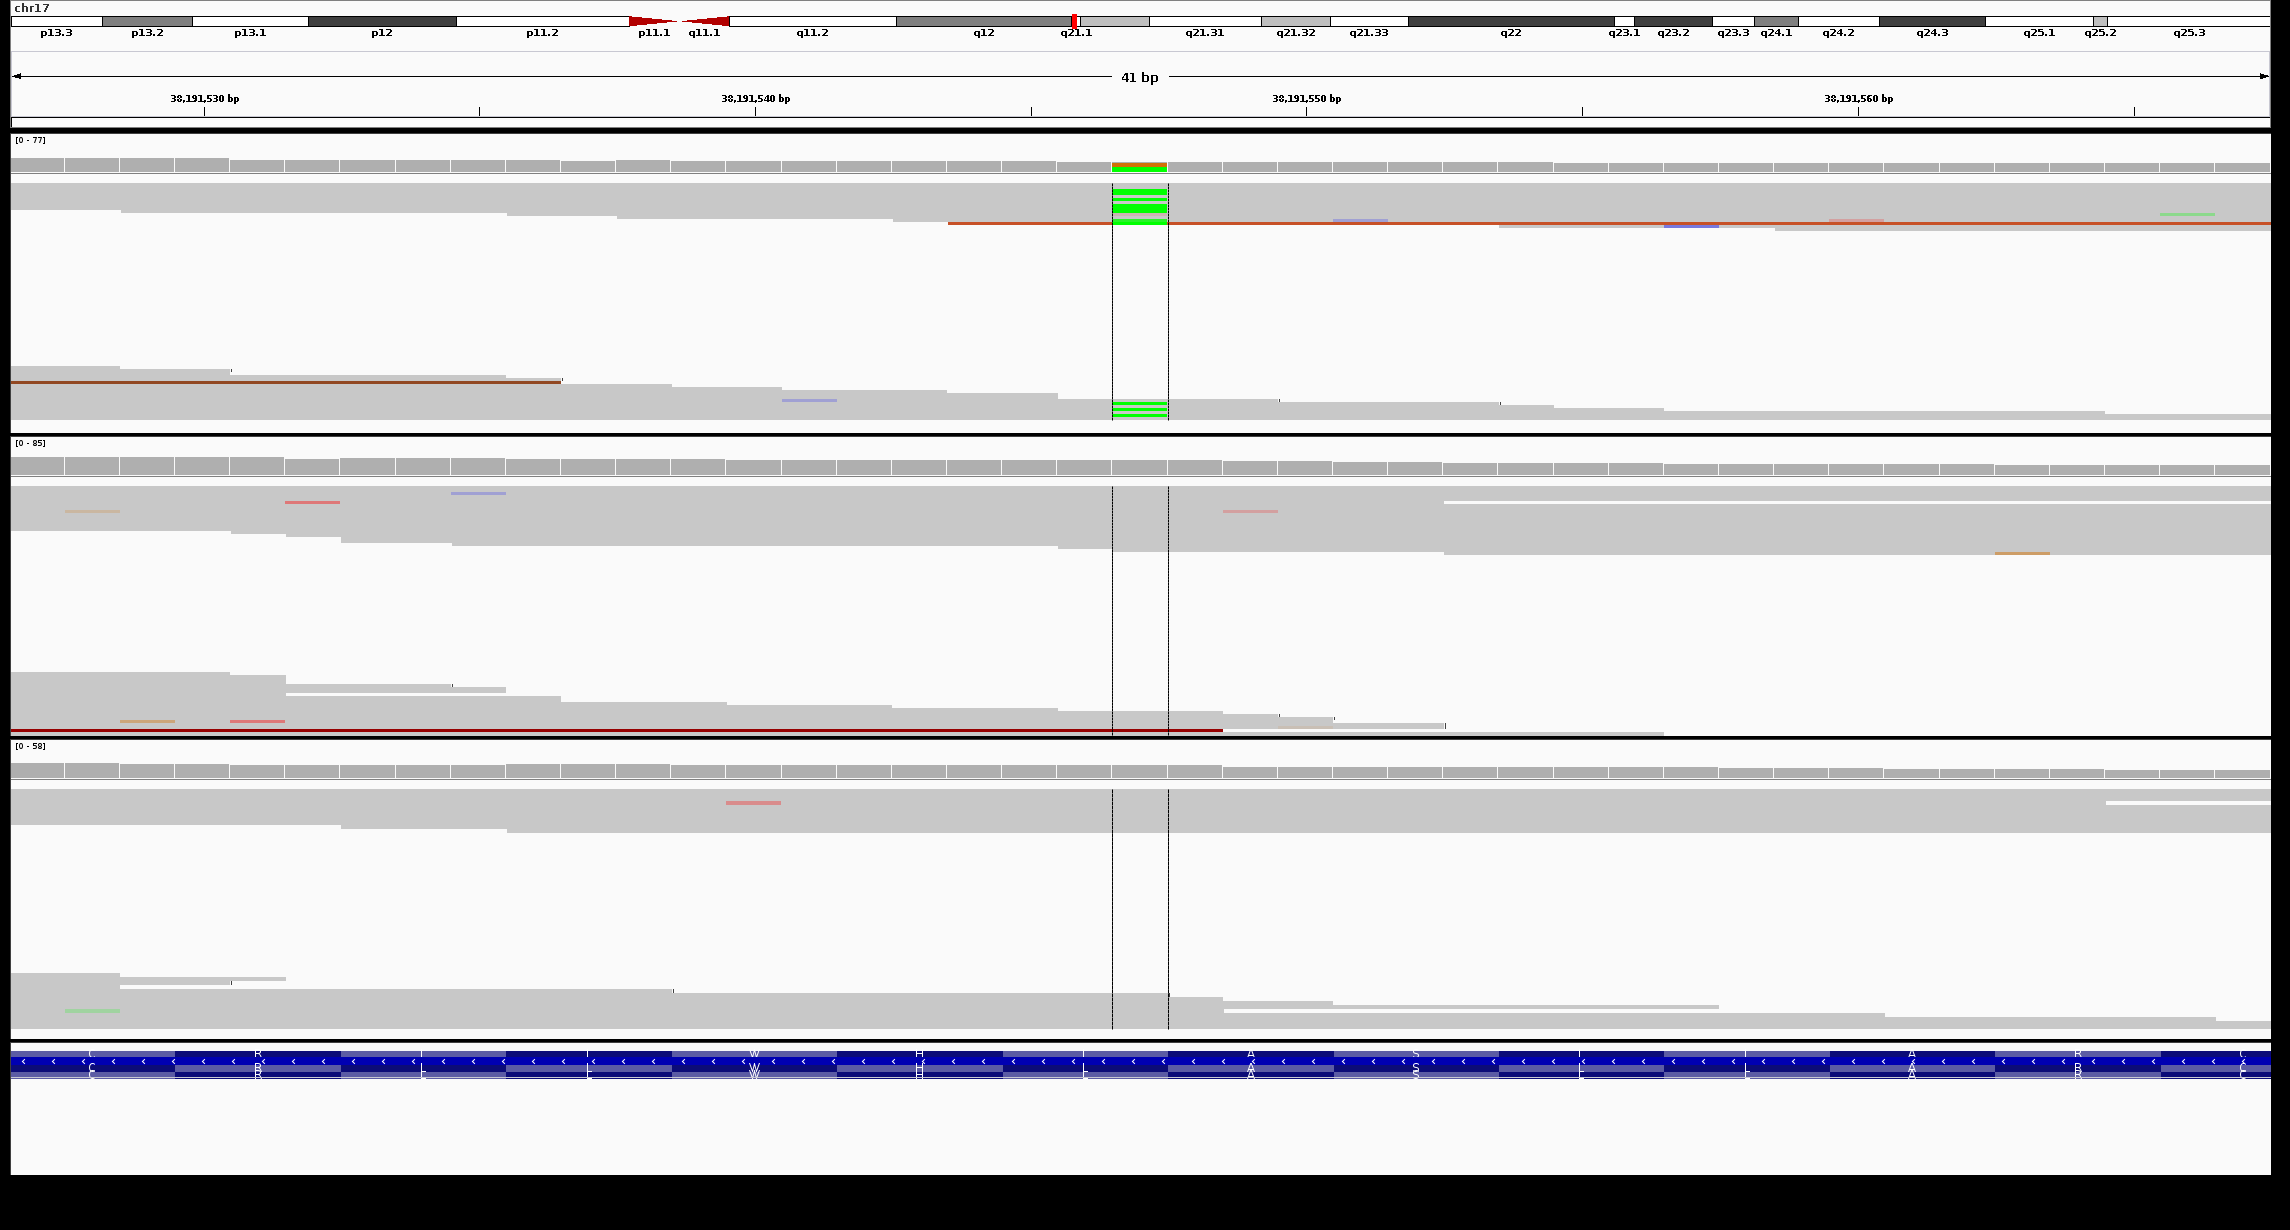 chr17
p13.3 p13.2 p13.1 p12 p11.2 p11.1 q11.1 q11.2 q12 q21.1 q21.31 q21.32 q21.33 q22 q23.1 q23.2 q23.3 q24.1 q24.2 q24.3 q25.1 q25.2 q25.3
41 bp
38,191,530 bp 38,191,540 bp 38,191,550 bp 38,191,560 bp
[0 - 77]
[0 - 85]
[0 - 58]
C R L L W H L A S L L A R C
C R L L W H L A S L L A R C
C R L L W H L A S L L A R C